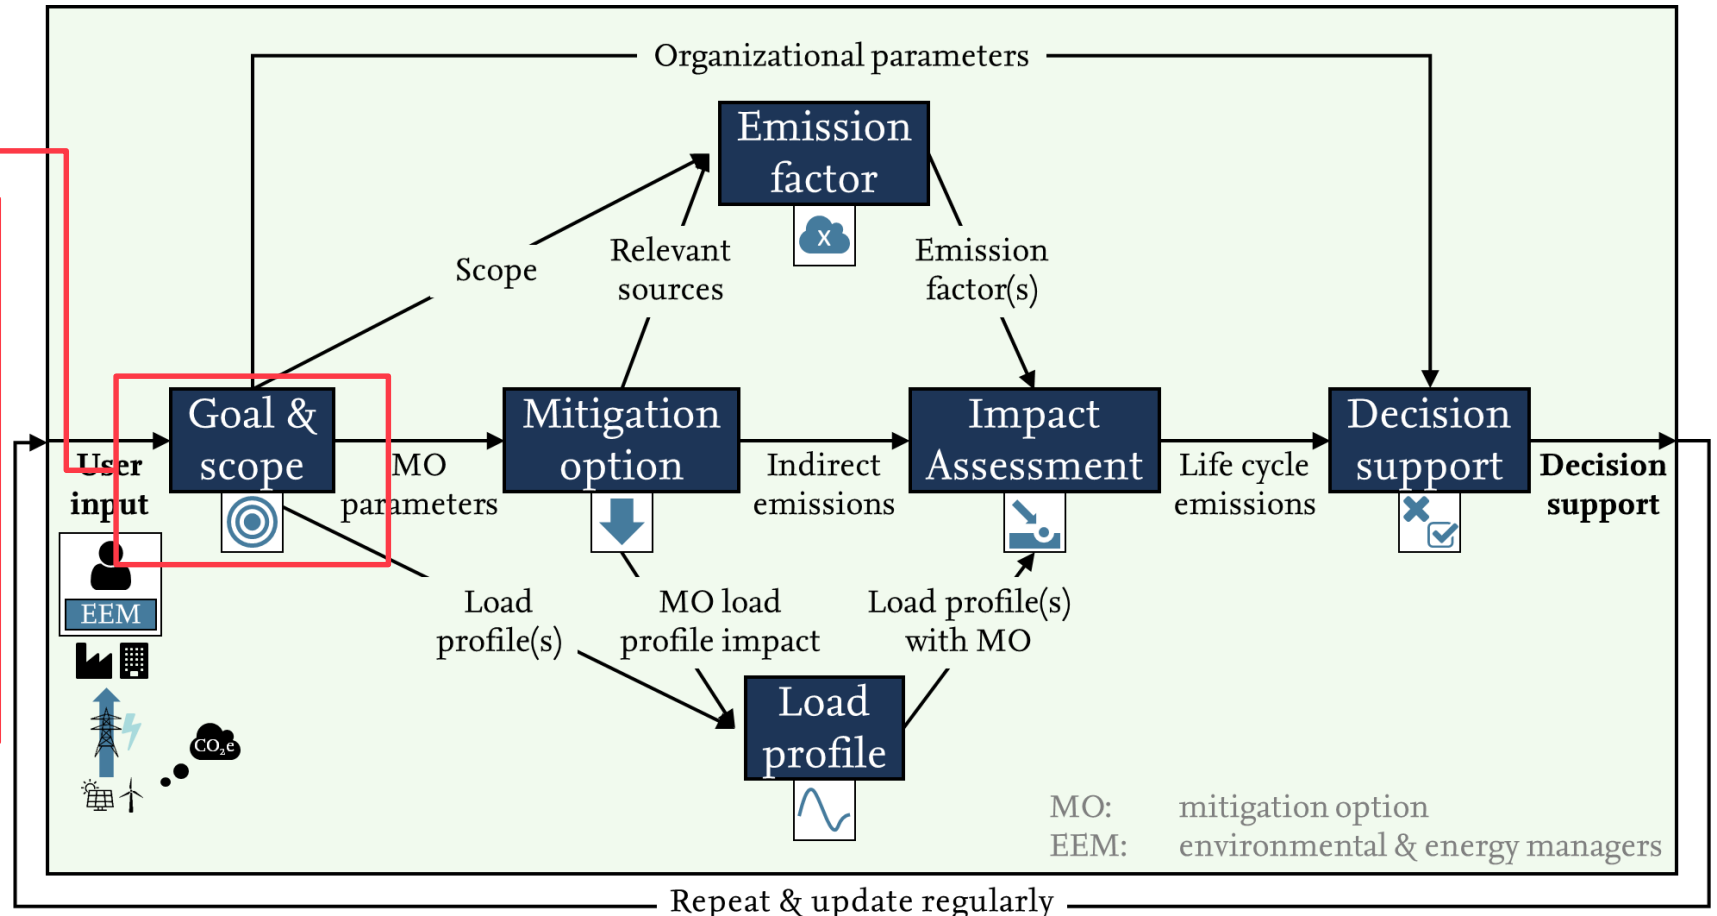 Organizational parameters
Emission
factor
x
Scope
Relevant
sources
Emission
factor(s)
Goal &
scope
Mitigation
option
Impact
Assessment
Decision
support
User
input
MO
parameters
Indirect
emissions
Life cycle
emissions
Decision
support
EEM
Load
profile(s)
MO load
profile impact
Load profile(s)
with MO
Load
profile
CO₂e
MO: mitigation option
EEM: environmental & energy managers
Repeat & update regularly